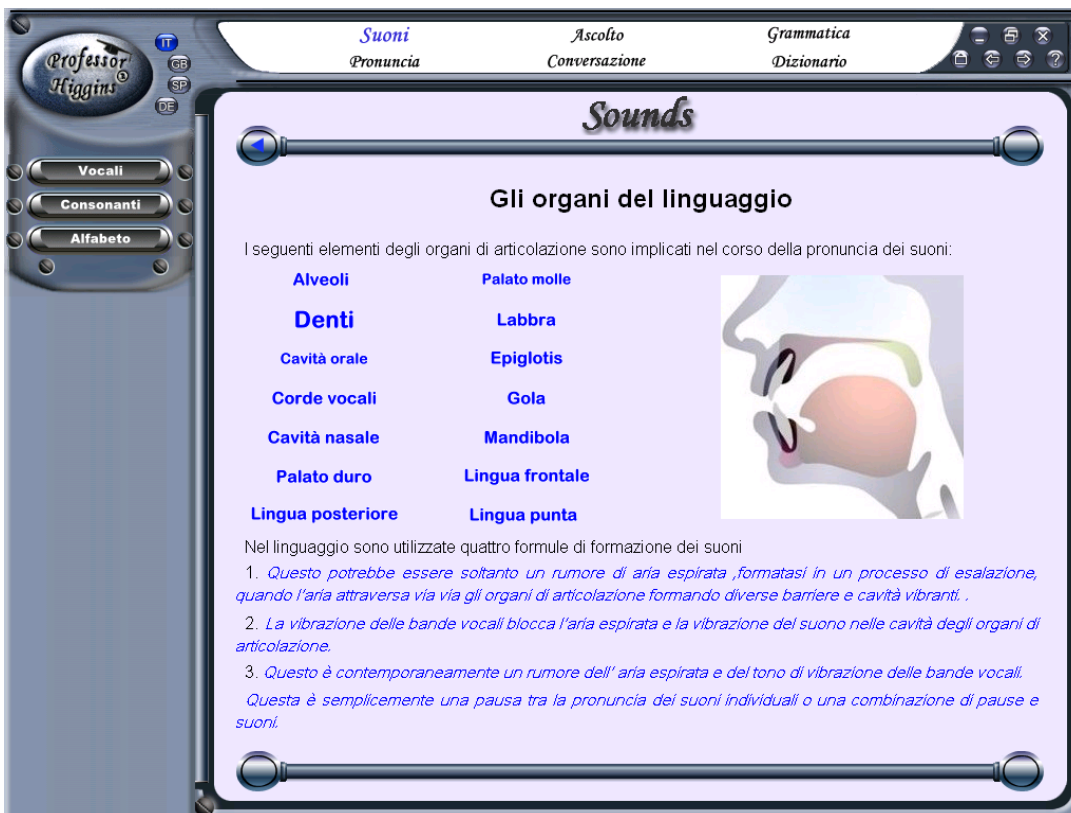 Professor
Higgins
IT
GB
SP
DE
Suoni
Ascolto
Grammatica
Pronuncia
Conversazione
Dizionario
?
Vocali
Consonanti
Alfabeto
Sounds
Gli organi del linguaggio
I seguenti elementi degli organi di articolazione sono implicati nel corso della pronuncia dei suoni:
Alveoli
Palato molle
Denti
Labbra
Cavità orale
Epiglotis
Corde vocali
Gola
Cavità nasale
Mandibola
Palato duro
Lingua frontale
Lingua posteriore
Lingua punta
Nel linguaggio sono utilizzate quattro formule di formazione dei suoni
1. Questo potrebbe essere soltanto un rumore di aria espirata ,formatasi in un processo di esalazione,
quando l'aria attraversa via via gli organi di articolazione formando diverse barriere e cavità vibranti. .
2. La vibrazione delle bande vocali blocca l'aria espirata e la vibrazione del suono nelle cavità degli organi di
articolazione.
3. Questo è contemporaneamente un rumore dell' aria espirata e del tono di vibrazione delle bande vocali.
Questa è semplicemente una pausa tra la pronuncia dei suoni individuali o una combinazione di pause e
suoni.